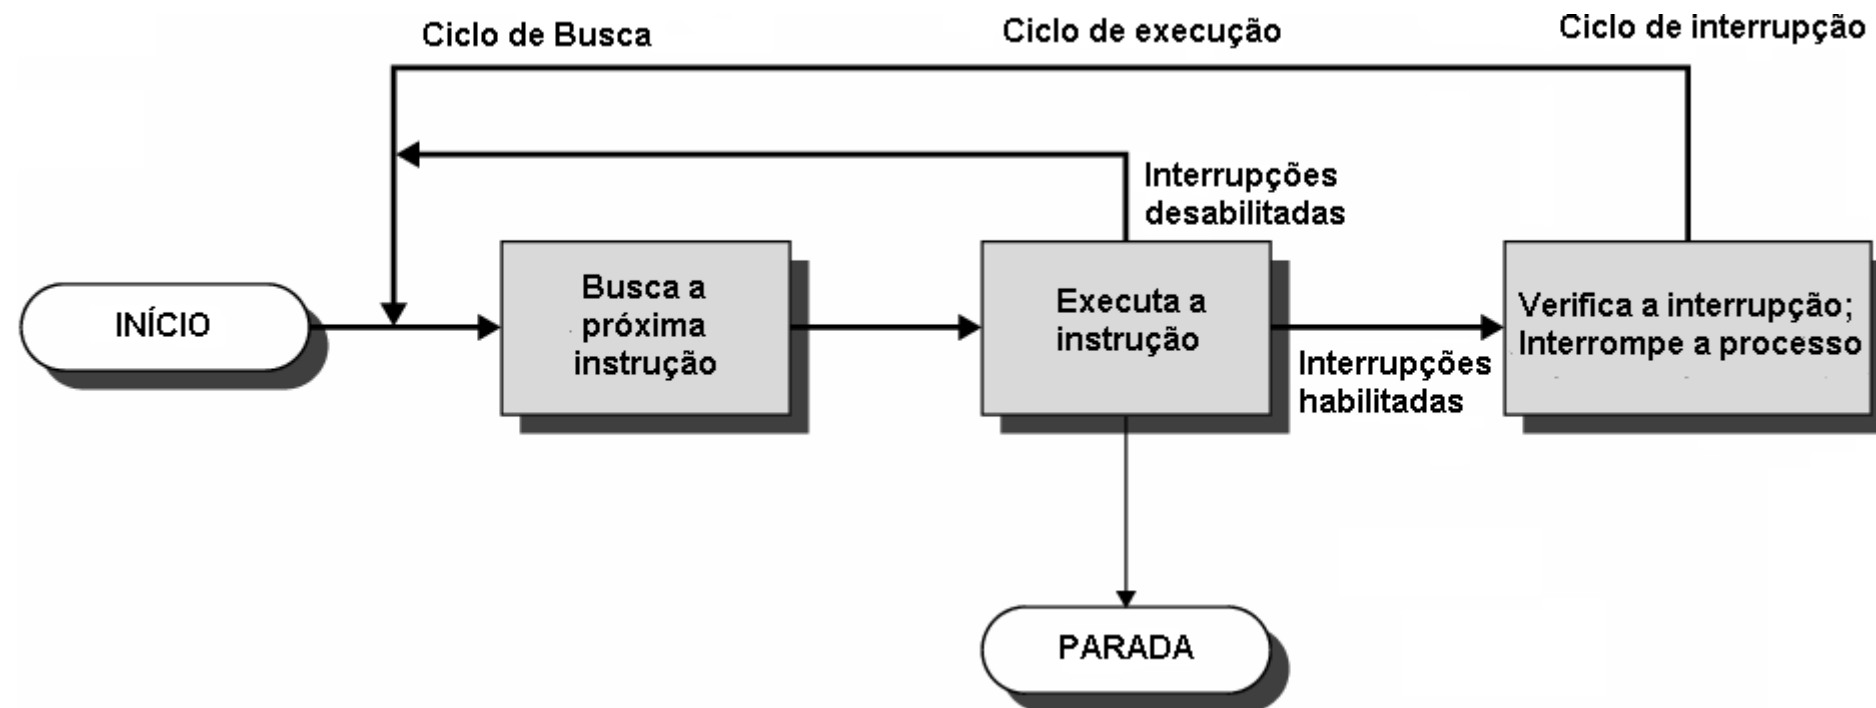 Ciclo de Busca
Ciclo de execução
Ciclo de interrupção
Interrupções
desabilitadas
INÍCIO
Busca a
próxima
instrução
Executa a
instrução
Interrupções
habilitadas
Verifica a interrupção;
Interrompe a processo
PARADA